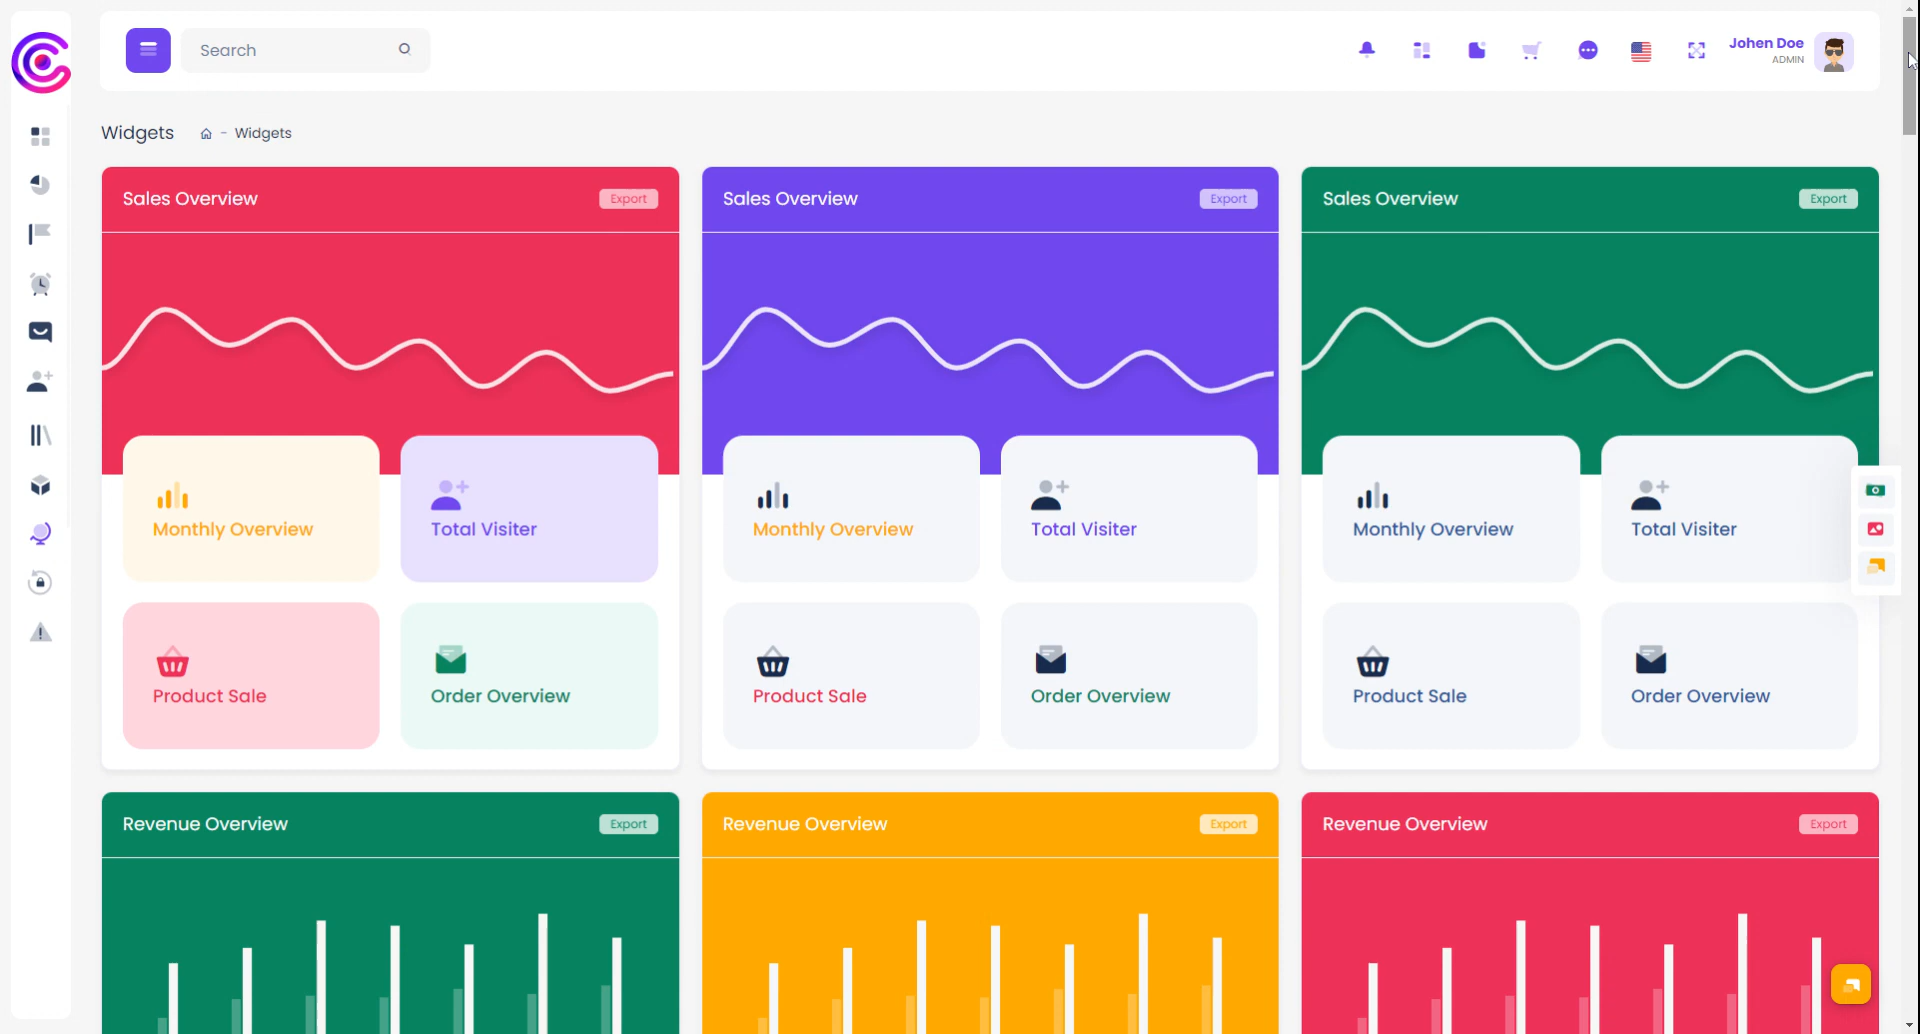 Search
Johen Doe
ADMIN
Widgets - Widgets
Sales Overview Export
Sales Overview Export
Sales Overview Export
Monthly Overview Total Visiter
Monthly Overview Total Visiter
Monthly Overview Total Visiter
Product Sale Order Overview
Product Sale Order Overview
Product Sale Order Overview
Revenue Overview Export
Revenue Overview Export
Revenue Overview Export